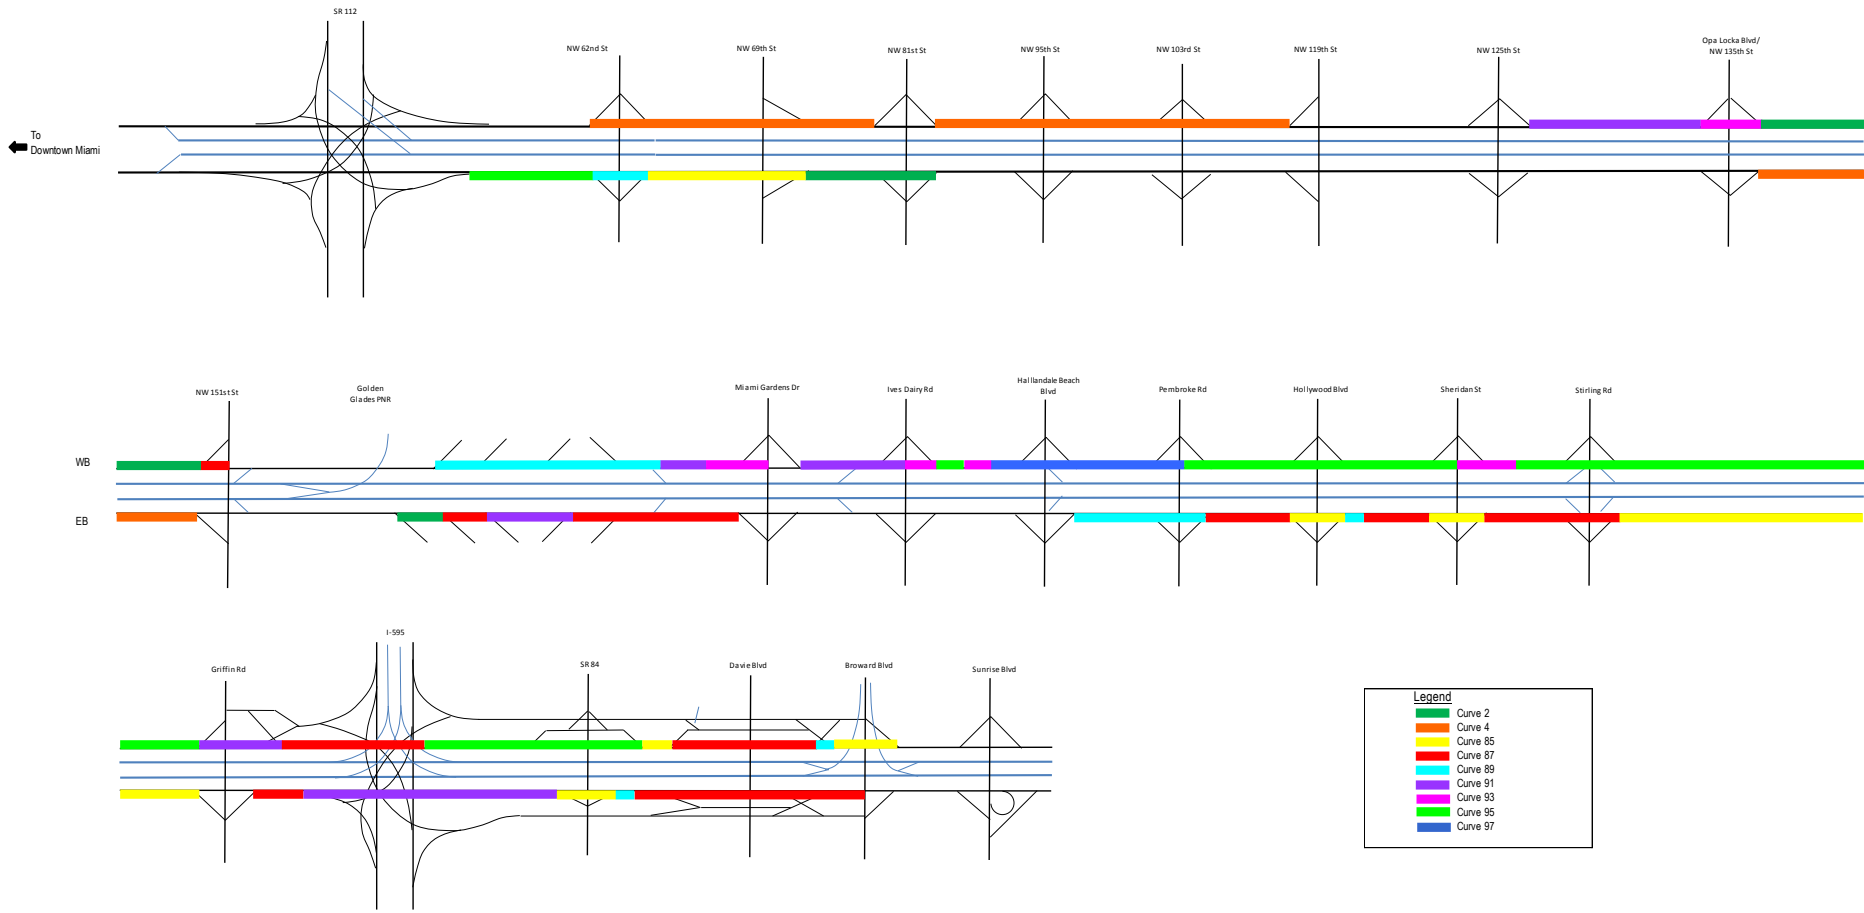 SR 112
NW 62nd St
NW 69th St
NW 81st St
NW 95th St
NW 103rd St
NW 119th St
NW 125th St
Opa Locka Blvd/
NW 135th St
To
Downtown Miami
NW 151st St
Golden
Glades PNR
Miami Gardens Dr
Ives Dairy Rd
Halllandale Beach
Blvd
Pembroke Rd
Hollywood Blvd
Sheridan St
Stirling Rd
WB
EB
I-595
Griffin Rd
SR 84
Davie Blvd
Broward Blvd
Sunrise Blvd
Legend
Curve 2
Curve 4
Curve 85
Curve 87
Curve 89
Curve 91
Curve 93
Curve 95
Curve 97